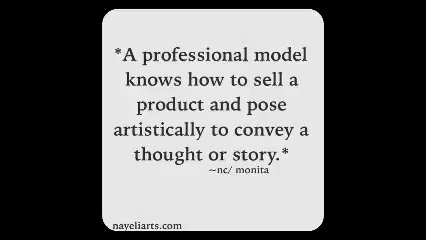 *A professional model
knows how to sell a
product and pose
artistically to convey a
thought or story.*
~nc/ monita
nayeliarts.com